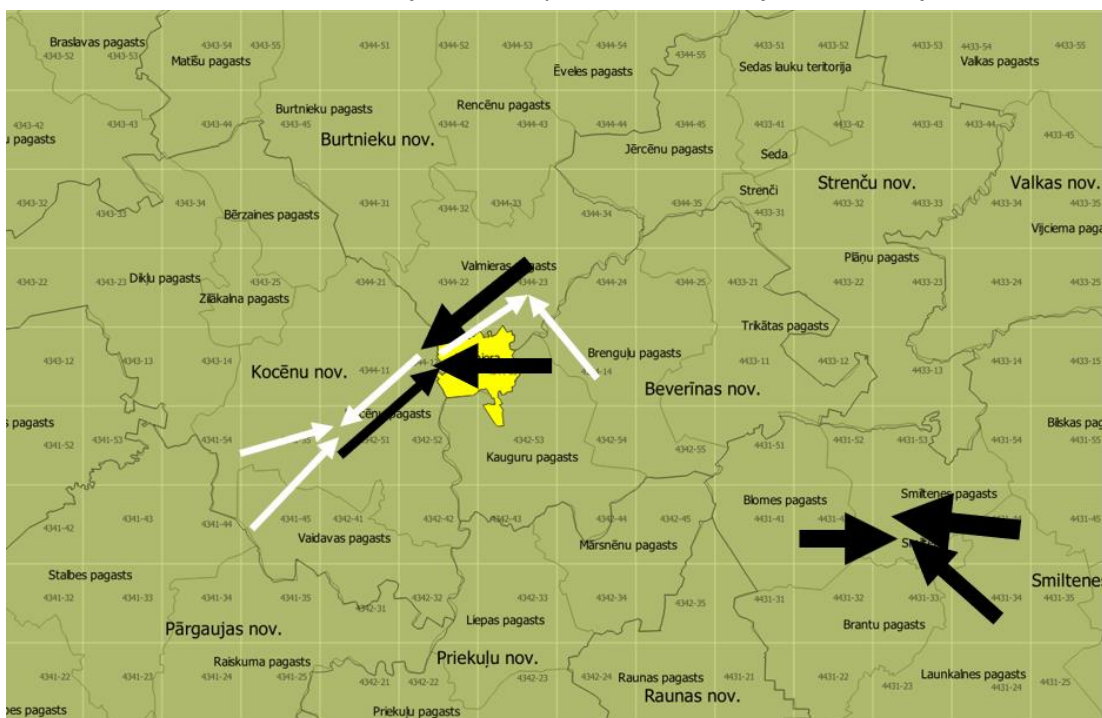 Braslavas pagasts
4343-52
4343-53
Matīšu pagasts
4343-54
4343-55
4344-51
4344-52
4344-53
4344-54
4344-55
4433-51
4433-52
4433-53
4433-54
4433-55
Ēveles pagasts
Sedas lauku teritorija
Valkas pagasts
Burtnieku pagasts
Rencēnu pagasts
4343-42
4343-43
4343-44
4343-45
4344-42
4344-43
4344-44
4344-45
4433-41
4433-42
4433-43
4433-44
4433-45
pagasts
Burtnieku nov.
Jērcēnu pagasts
Seda
Strenči
Strenču nov.
Valkas nov.
4343-32
4343-33
4343-34
4344-31
4344-32
4344-33
4344-34
4344-35
4433-31
4433-32
4433-33
4433-34
4433-35
Bērzaines pagasts
Vijciema paga
Plāņu pagasts
Valmieras pagasts
4343-22
4343-23
Dikļu pagasts
4344-21
4344-22
4344-23
4344-24
4344-25
4433-21
4433-22
4433-23
4433-24
4433-25
Zilākalna pagasts
Trikātas pagasts
4343-12
4343-13
4343-14
Kocēnu nov.
4344-11
Brenguļu pagasts
Beverīnas nov.
4433-11
4433-12
4433-13
4433-14
pagasts
Bilskas pag
4341-52
4341-53
4341-54
4342-51
4342-52
4342-53
4342-55
4431-51
4431-52
4431-53
4431-54
4431-55
Kauguru pagasts
Blomes pagasts
Smiltenes pagasts
4341-42
4341-43
4341-44
4341-45
4342-41
4342-42
4342-43
4342-44
4342-45
4431-41
4431-45
Vaidavas pagasts
Mārsnēnu pagasts
Stalbes pagasts
Smiltenes
4341-32
4341-33
4341-34
4341-35
4342-31
4342-32
4342-34
4342-35
4431-31
4431-32
4431-33
4431-34
4431-35
Liepas pagasts
Brantu pagasts
Pārgaujas nov.
Raiskuma pagasts
Priekuļu nov.
4341-22
4341-23
4341-24
4341-25
4342-21
4342-22
4342-23
4342-24
Raunas pagasts
4431-21
4431-22
4431-23
Launkalnes pagasts
4431-24
4431-25
Raunas nov.
pagasts
Priekuļu pagasts